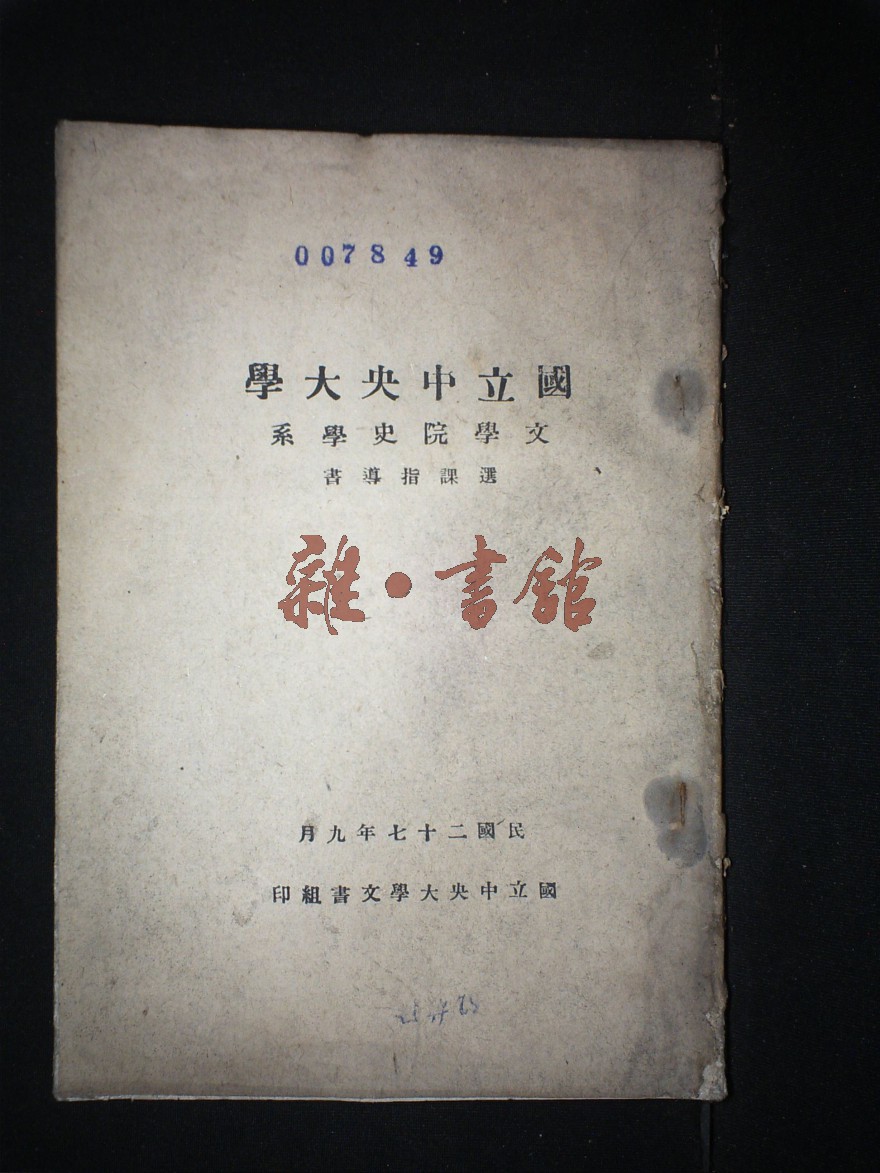 007849
國立中央大學
文學院史學系
選課指導書
雜·書館
民國二十七年九月
國立中央大學文書組印